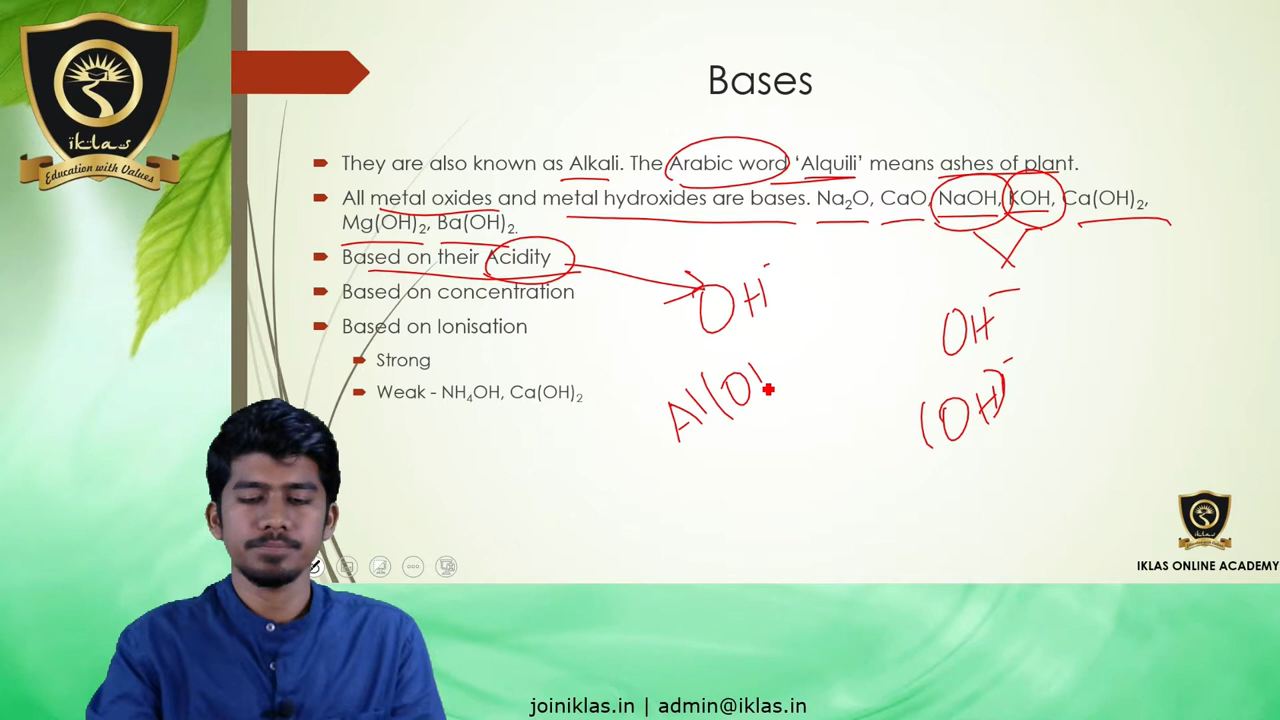 iklas
Education with Values
Bases
They are also known as Alkali. The Arabic word ‘Alquili’ means ashes of plant.
All metal oxides and metal hydroxides are bases. Na₂O, CaO, NaOH, KOH, Ca(OH)₂,
Mg(OH)₂, Ba(OH)₂.
Based on their Acidity
Based on concentration
Based on Ionisation
Strong
Weak - NH₄OH, Ca(OH)₂
OH⁻
OH⁻
(OH)⁻
Al(O
IKLAS ONLINE ACADEMY
joiniklas.in | admin@iklas.in